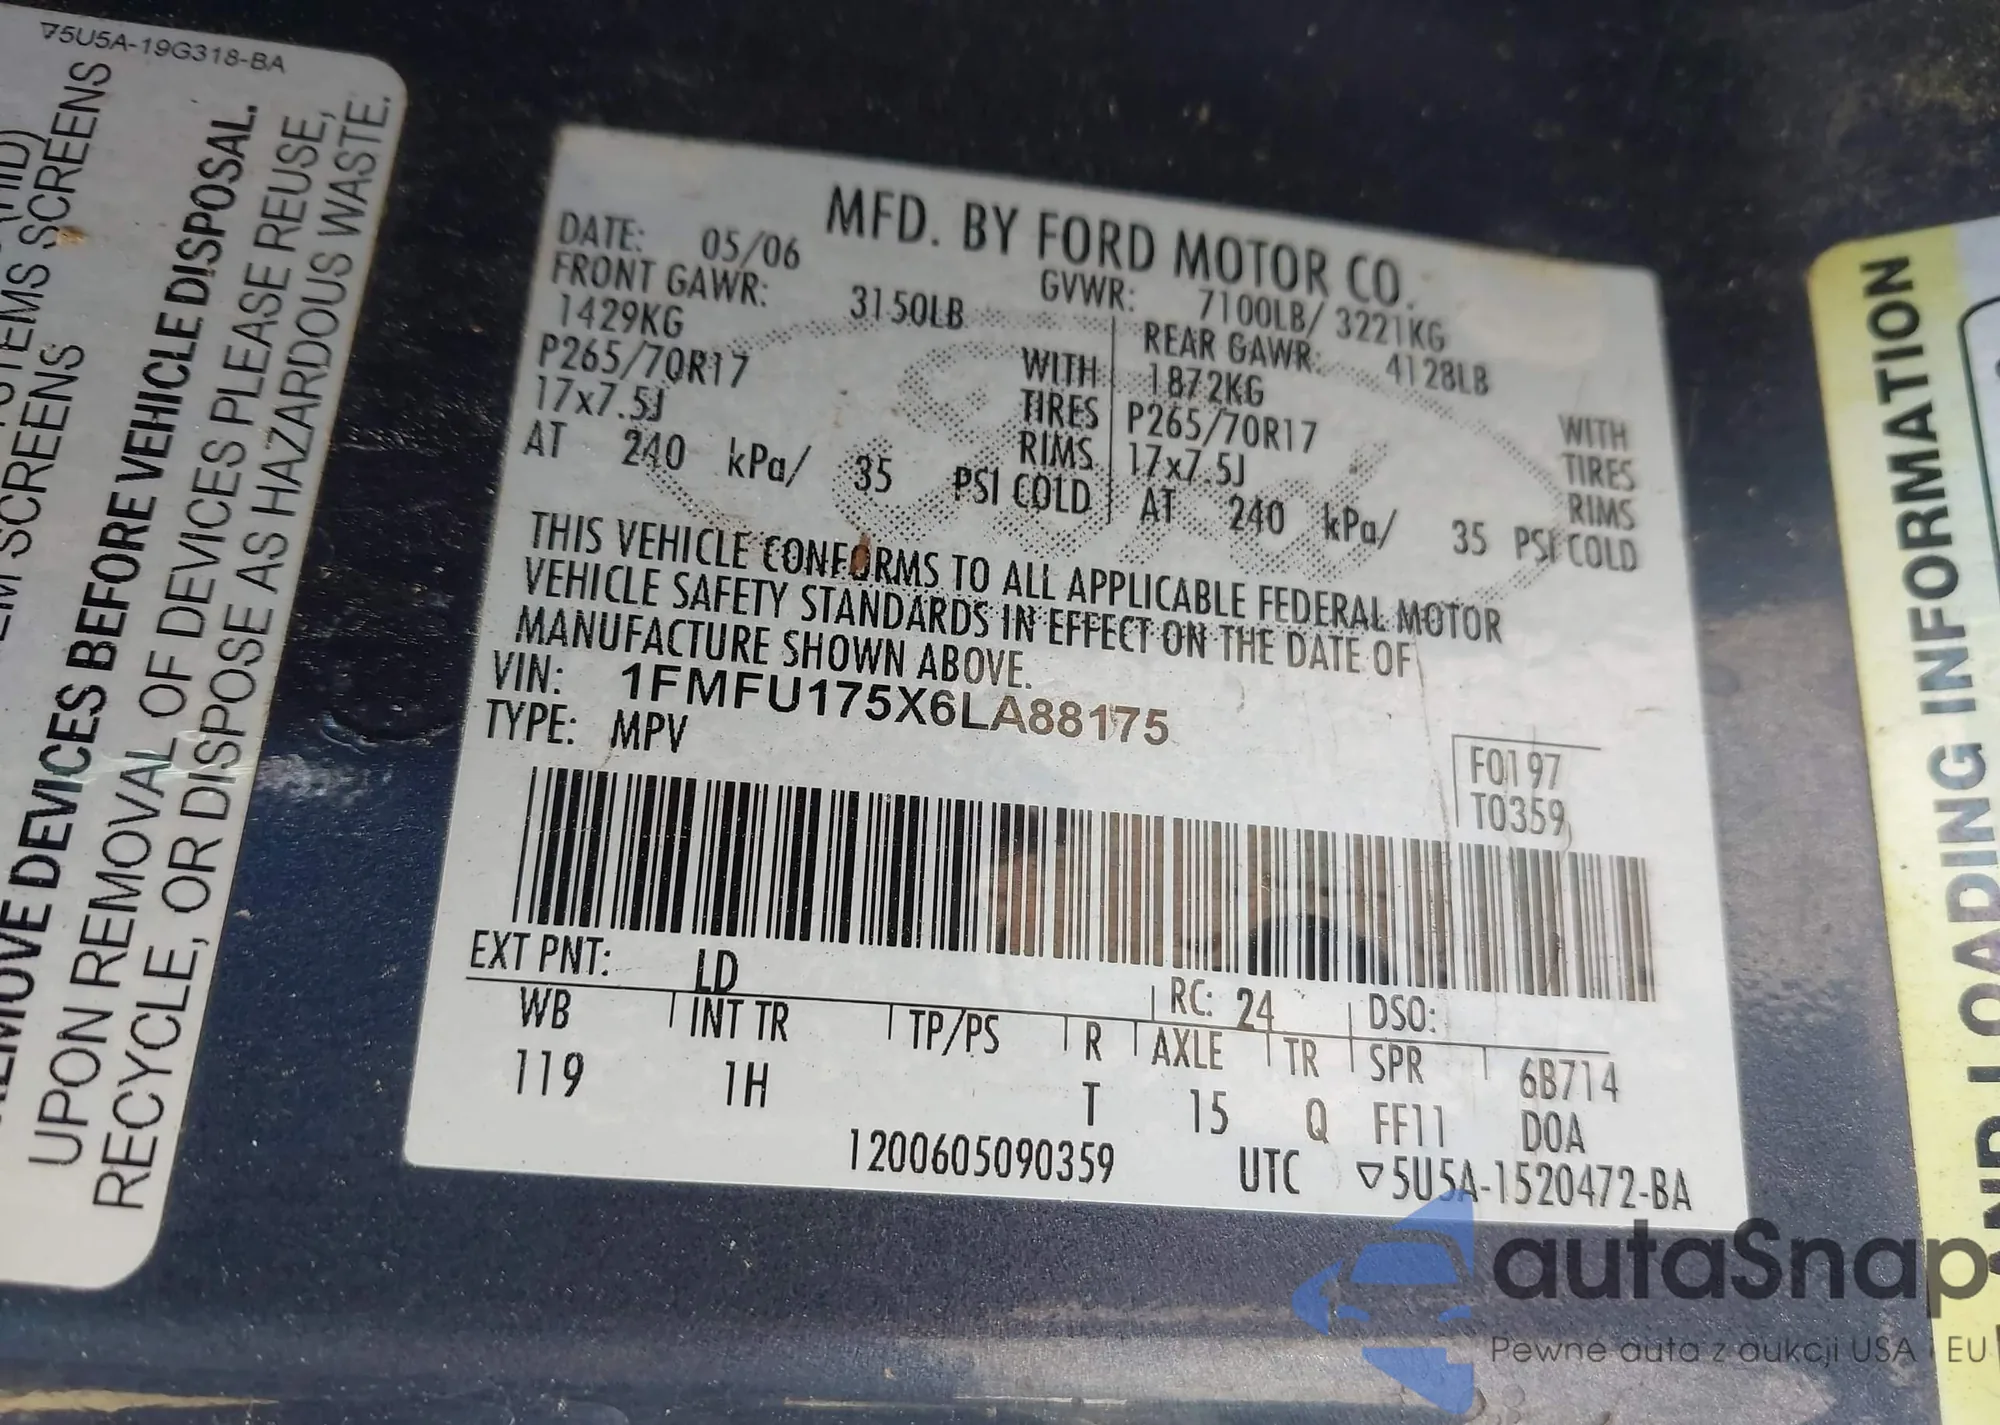 ▽5U5A-19G318-BA
SYSTEMS SCREENS
SCREENS
REMOVE DEVICES BEFORE VEHICLE DISPOSAL.
UPON REMOVAL OF DEVICES PLEASE REUSE,
RECYCLE, OR DISPOSE AS HAZARDOUS WASTE.
MFD. BY FORD MOTOR CO.
DATE: 05/06 GVWR: 7100LB/ 3221KG
FRONT GAWR: 3150LB REAR GAWR: 4128LB
1429KG WITH 1872KG WITH
P265/70R17 TIRES P265/70R17 TIRES
17x7.5J RIMS 17x7.5J RIMS
AT 240 kPa/ 35 PSI COLD AT 240 kPa/ 35 PSI COLD
THIS VEHICLE CONFORMS TO ALL APPLICABLE FEDERAL MOTOR
VEHICLE SAFETY STANDARDS IN EFFECT ON THE DATE OF
MANUFACTURE SHOWN ABOVE.
VIN: 1FMFU175X6LA88175
TYPE: MPV
F0197
T0359
EXT PNT: LD RC: 24 DSO:
WB INT TR TP/PS R AXLE TR SPR 6B714
119 1H T 15 Q FF11 DOA
1200605090359 UTC ▽5U5A-1520472-BA
AND LOADING INFORMATION
autaSnap
Pewne auta z aukcji USA i EU